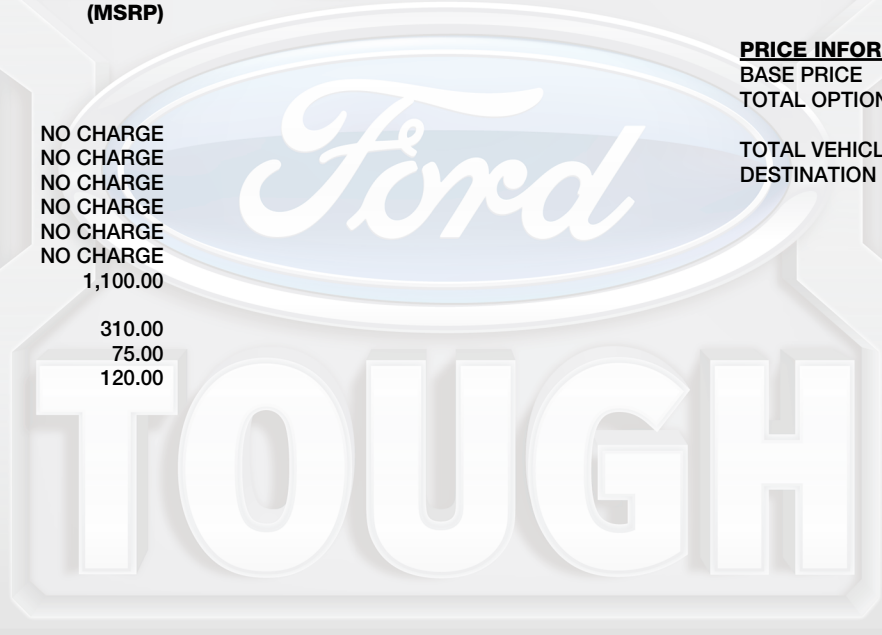 (MSRP)
NO CHARGE
NO CHARGE
NO CHARGE
NO CHARGE
NO CHARGE
NO CHARGE
1,100.00
310.00
75.00
120.00
PRICE INFOR
BASE PRICE
TOTAL OPTION
TOTAL VEHICL
DESTINATION
Ford
TOUGH